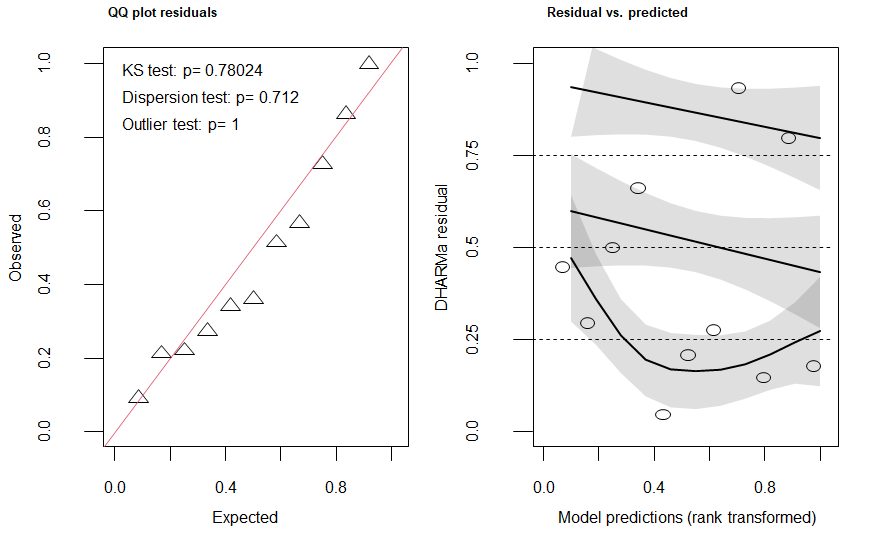 QQ plot residuals
KS test: p= 0.78024
Dispersion test: p= 0.712
Outlier test: p= 1
Observed
0.0
0.2
0.4
0.6
0.8
1.0
0.0
0.4
0.8
Expected
Residual vs. predicted
DHARMa residual
0.0
0.25
0.5
0.75
1.0
0.0
0.4
0.8
Model predictions (rank transformed)